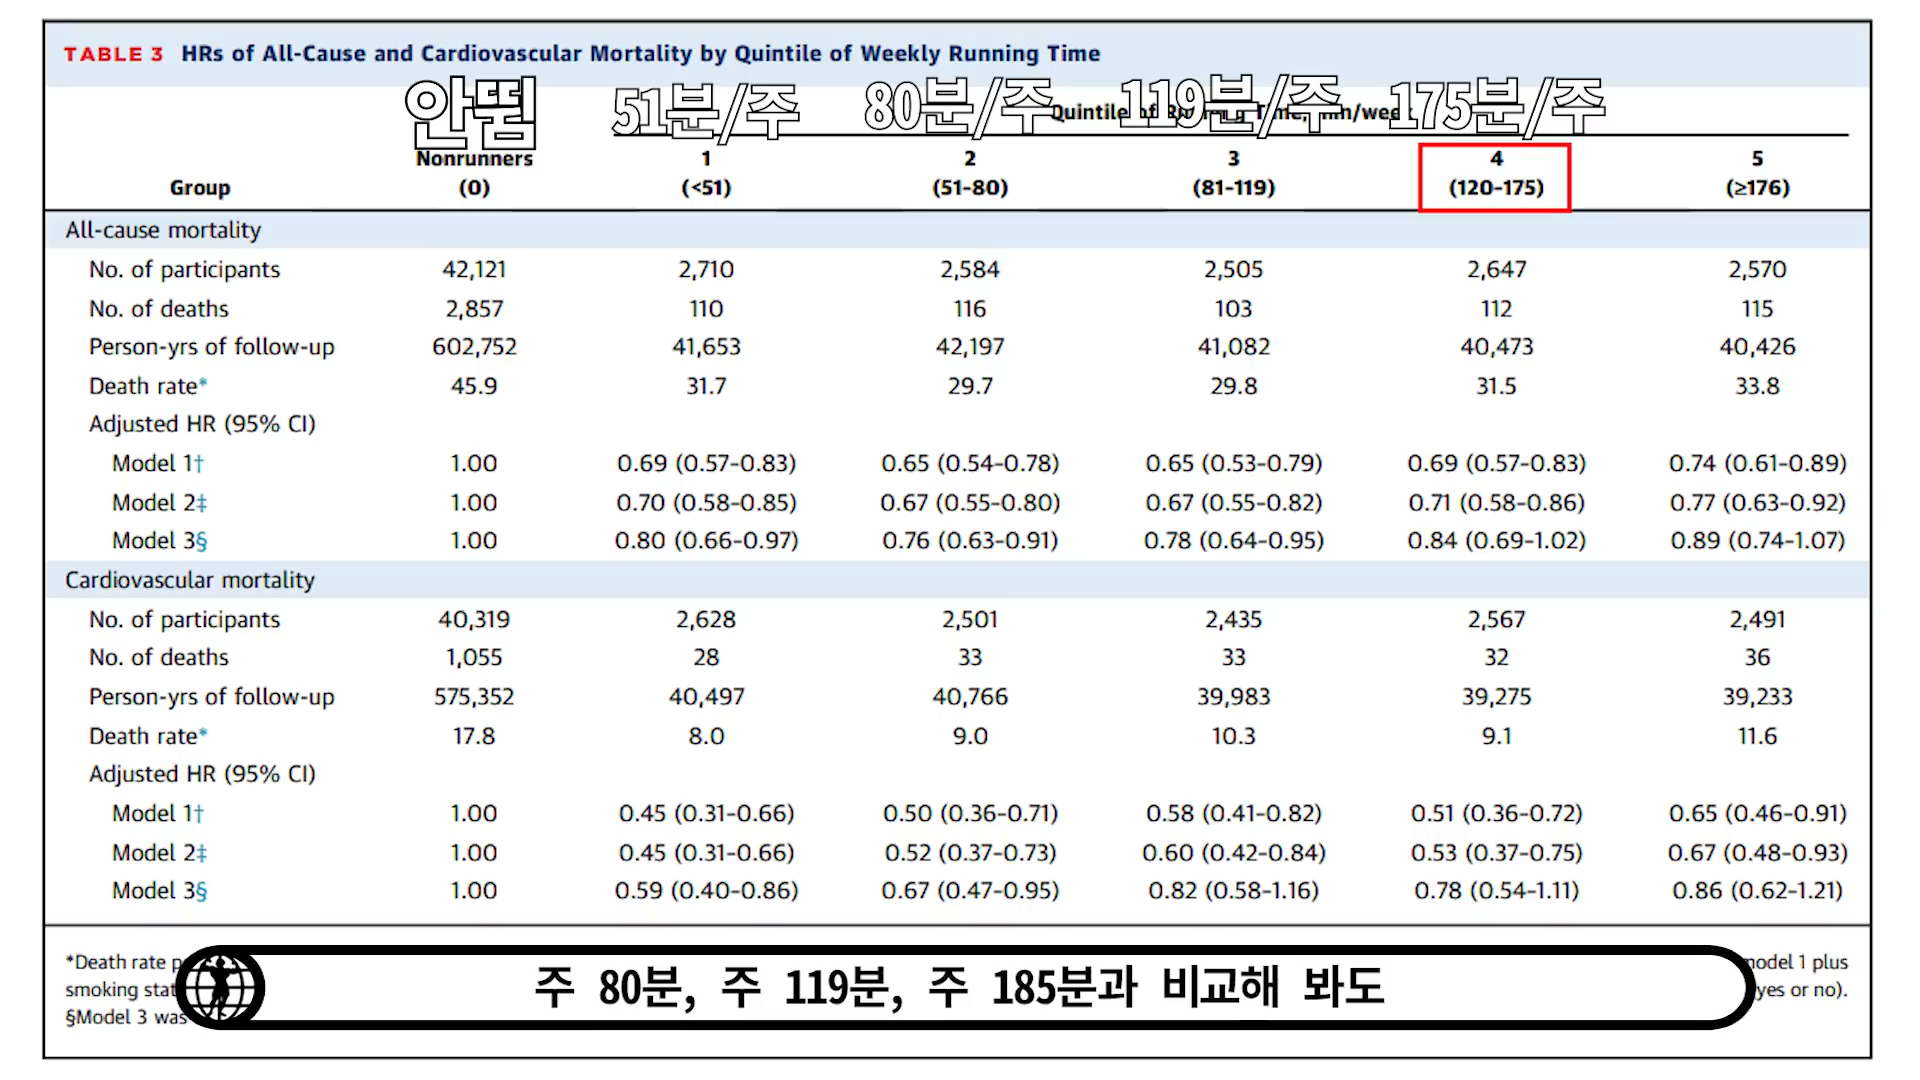 TABLE 3 HRs of All-Cause and Cardiovascular Mortality by Quintile of Weekly Running Time
안뜀 51분/주 80분/주 119분/주 175분/주
Quintile of Time, min/week
Nonrunners 1 2 3 4 5
Group (0) (<51) (51-80) (81-119) (120-175) (≥176)
All-cause mortality
No. of participants 42,121 2,710 2,584 2,505 2,647 2,570
No. of deaths 2,857 110 116 103 112 115
Person-yrs of follow-up 602,752 41,653 42,197 41,082 40,473 40,426
Death rate* 45.9 31.7 29.7 29.8 31.5 33.8
Adjusted HR (95% CI)
Model 1† 1.00 0.69 (0.57-0.83) 0.65 (0.54-0.78) 0.65 (0.53-0.79) 0.69 (0.57-0.83) 0.74 (0.61-0.89)
Model 2‡ 1.00 0.70 (0.58-0.85) 0.67 (0.55-0.80) 0.67 (0.55-0.82) 0.71 (0.58-0.86) 0.77 (0.63-0.92)
Model 3§ 1.00 0.80 (0.66-0.97) 0.76 (0.63-0.91) 0.78 (0.64-0.95) 0.84 (0.69-1.02) 0.89 (0.74-1.07)
Cardiovascular mortality
No. of participants 40,319 2,628 2,501 2,435 2,567 2,491
No. of deaths 1,055 28 33 33 32 36
Person-yrs of follow-up 575,352 40,497 40,766 39,983 39,275 39,233
Death rate* 17.8 8.0 9.0 10.3 9.1 11.6
Adjusted HR (95% CI)
Model 1† 1.00 0.45 (0.31-0.66) 0.50 (0.36-0.71) 0.58 (0.41-0.82) 0.51 (0.36-0.72) 0.65 (0.46-0.91)
Model 2‡ 1.00 0.45 (0.31-0.66) 0.52 (0.37-0.73) 0.60 (0.42-0.84) 0.53 (0.37-0.75) 0.67 (0.48-0.93)
Model 3§ 1.00 0.59 (0.40-0.86) 0.67 (0.47-0.95) 0.82 (0.58-1.16) 0.78 (0.54-1.11) 0.86 (0.62-1.21)
*Death rate model 1 plus
smoking yes or no).
§Model 3 was
주 80분, 주 119분, 주 185분과 비교해 봐도